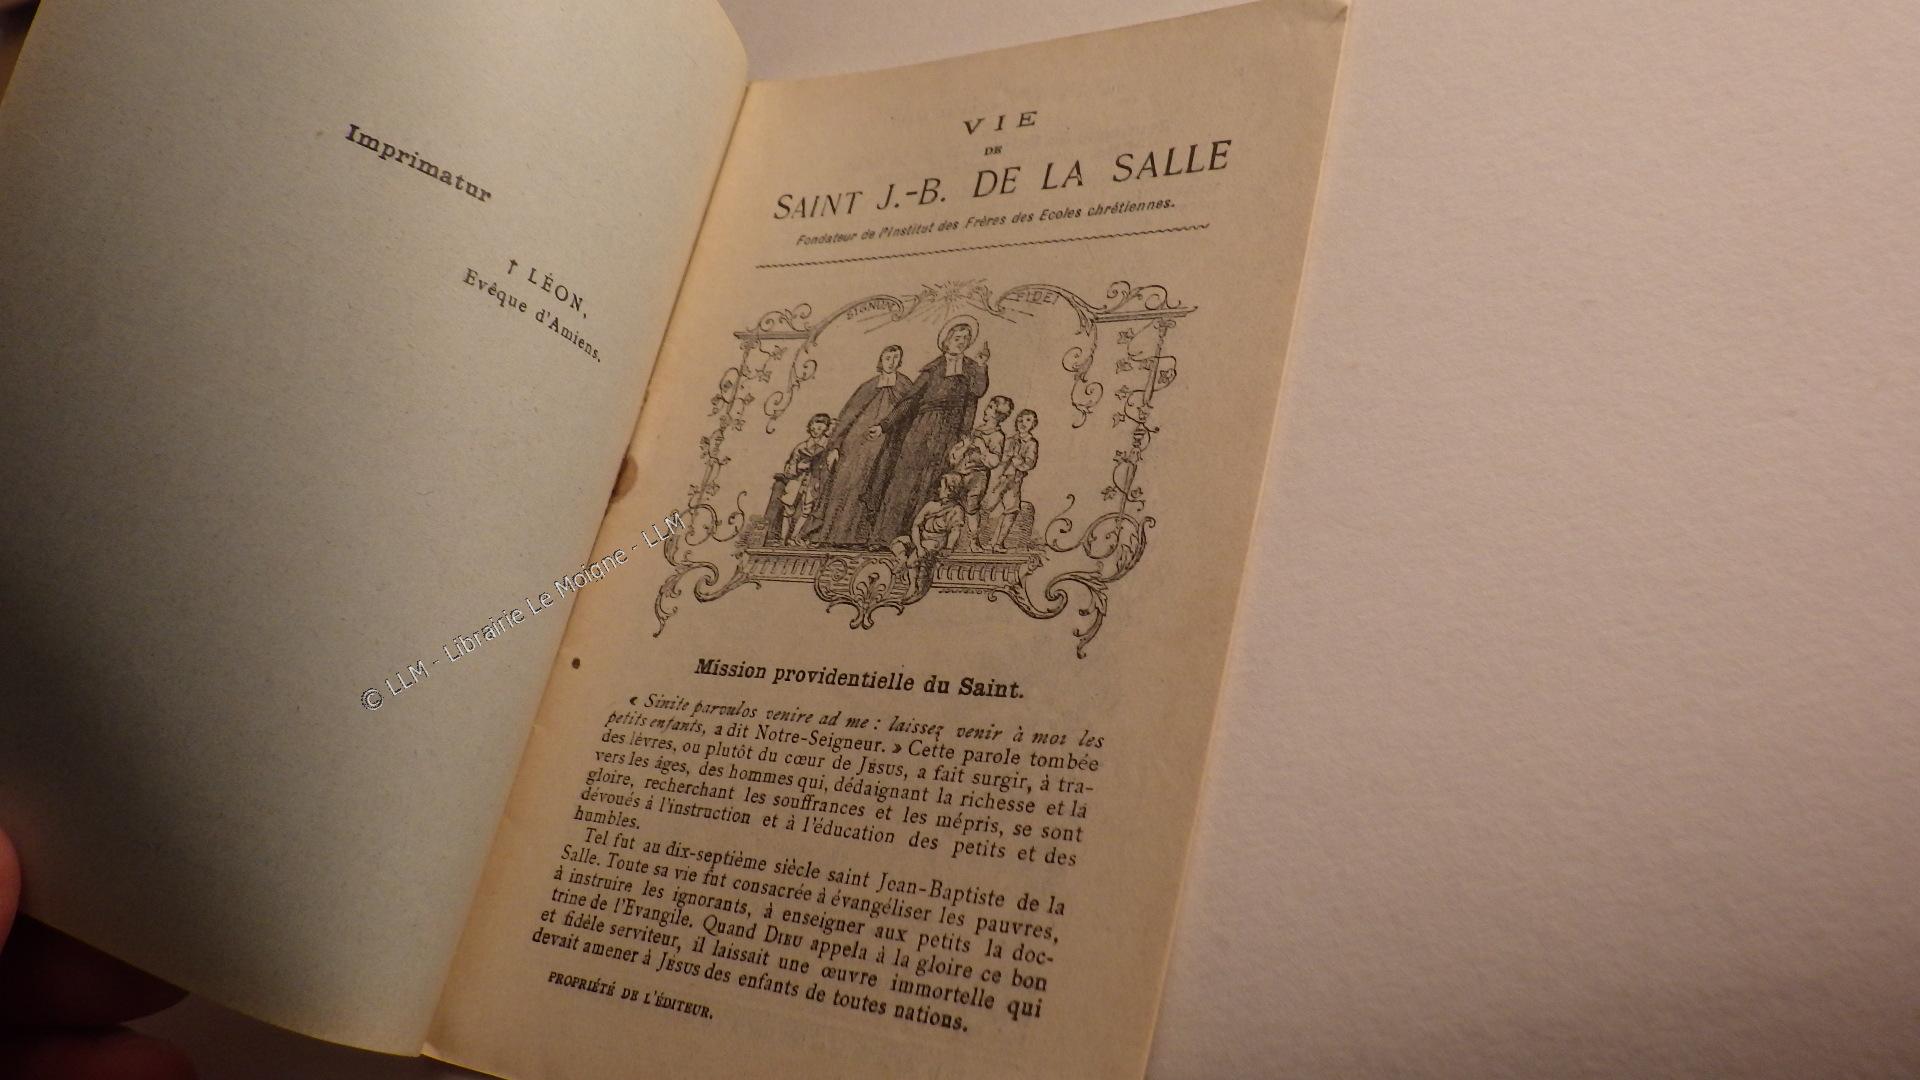 Imprimatur
† LÉON,
Evêque d'Amiens.
VIE
DE
SAINT J.-B. DE LA SALLE
Fondateur de l'Institut des Frères des Ecoles chrétiennes.
SIGNUM FIDEI
Mission providentielle du Saint.
« Sinite parvulos venire ad me : laissez venir à moi les
petits enfants, a dit Notre-Seigneur. » Cette parole tombée
des lèvres, ou plutôt du cœur de JÉSUS, a fait surgir, à tra-
vers les âges, des hommes qui, dédaignant la richesse et la
gloire, recherchant les souffrances et les mépris, se sont
dévoués à l'instruction et à l'éducation des petits et des
humbles.
Tel fut au dix-septième siècle saint Jean-Baptiste de la
Salle. Toute sa vie fut consacrée à évangéliser les pauvres,
à instruire les ignorants, à enseigner aux petits la doc-
trine de l'Evangile. Quand DIEU appela à la gloire ce bon
et fidèle serviteur, il laissait une œuvre immortelle qui
devait amener à JÉSUS des enfants de toutes nations.
PROPRIÉTÉ DE L'ÉDITEUR.
© LLM - Librairie Le Moigne - LLM